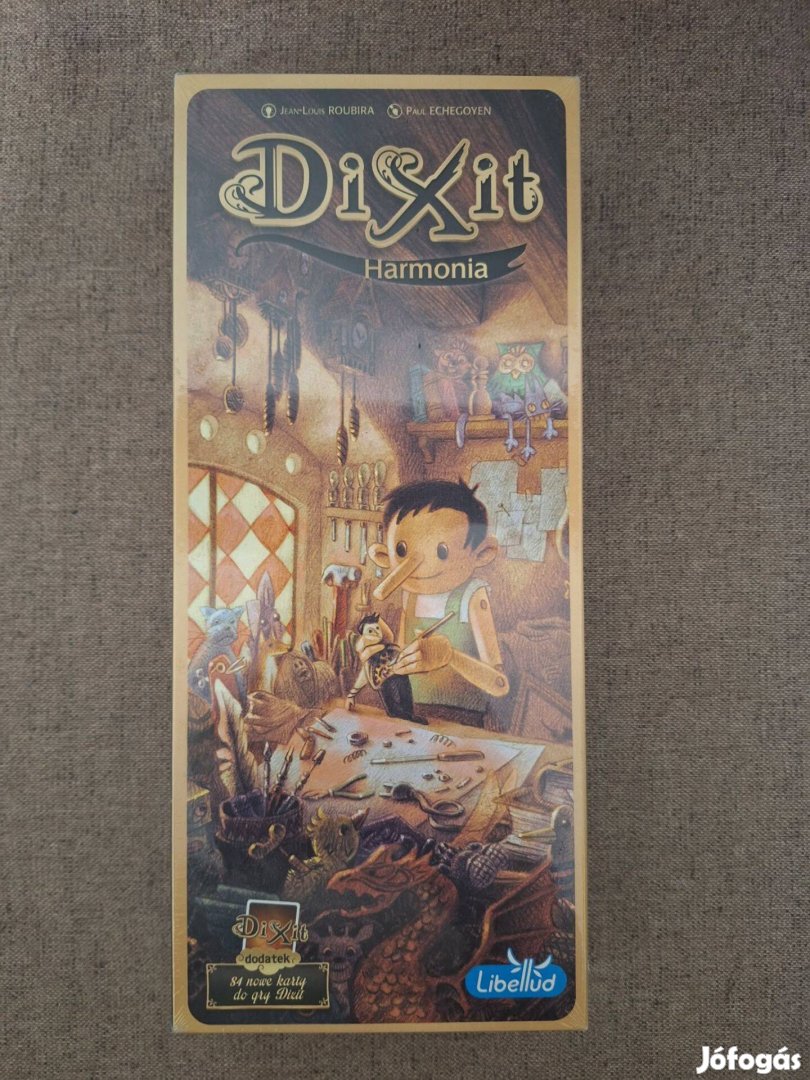 JEAN-LOUIS ROUBIRA PAUL ECHEGOYEN
DiXit
Harmonia
DiXit
dodatek
84 nowe karty
do gry Dixit
Libellud
Jófogás